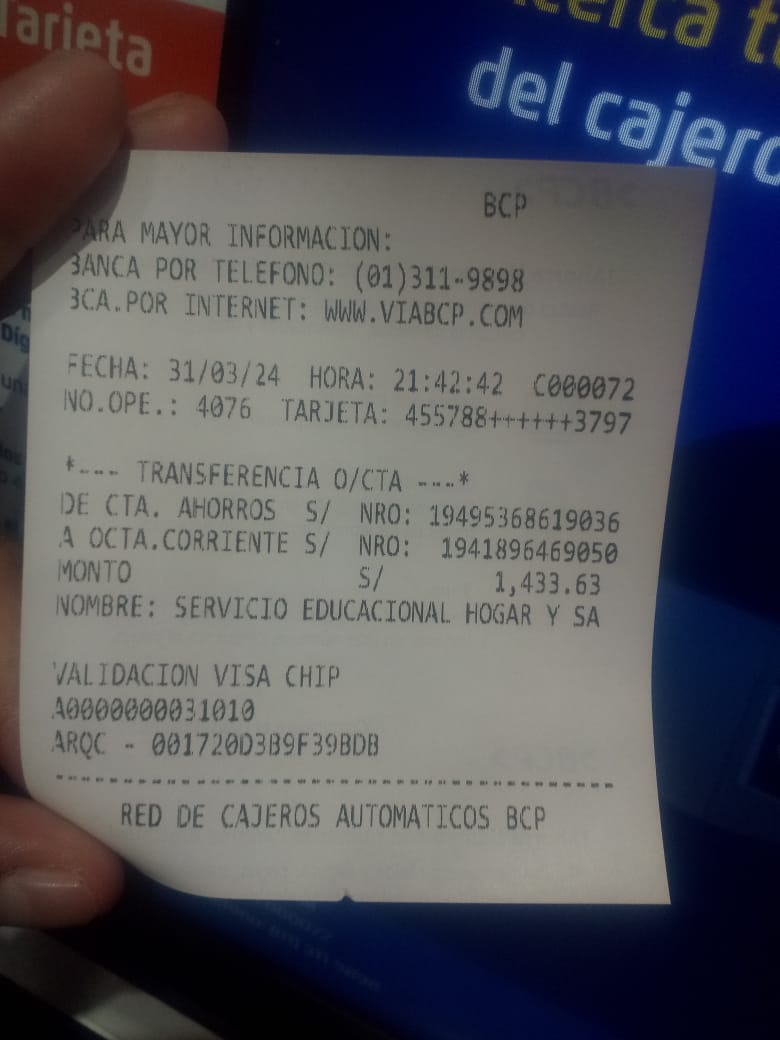 Tarjeta
cerca t
del cajero
BCP
PARA MAYOR INFORMACION:
BANCA POR TELEFONO: (01)311-9898
BCA.POR INTERNET: WWW.VIABCP.COM
FECHA: 31/03/24 HORA: 21:42:42 C000072
NO.OPE.: 4076 TARJETA: 455788++++++3797
*--- TRANSFERENCIA O/CTA ---*
DE CTA. AHORROS S/ NRO: 19495368619036
A OCTA.CORRIENTE S/ NRO: 1941896469050
MONTO S/ 1,433.63
NOMBRE: SERVICIO EDUCACIONAL HOGAR Y SA
VALIDACION VISA CHIP
A0000000031010
ARQC - 001720D3B9F39BDB
--------------------------------------
RED DE CAJEROS AUTOMATICOS BCP